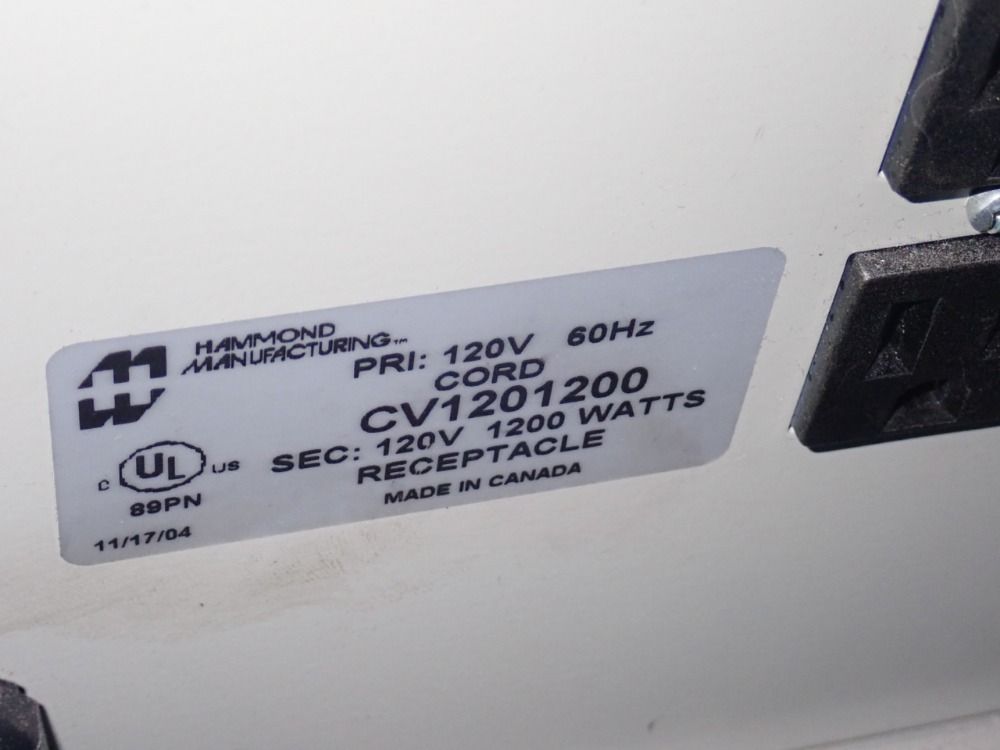 HAMMOND
MANUFACTURING™
PRI: 120V 60Hz
CORD
CV1201200
SEC: 120V 1200 WATTS
RECEPTACLE
MADE IN CANADA
c UL US
89PN
11/17/04